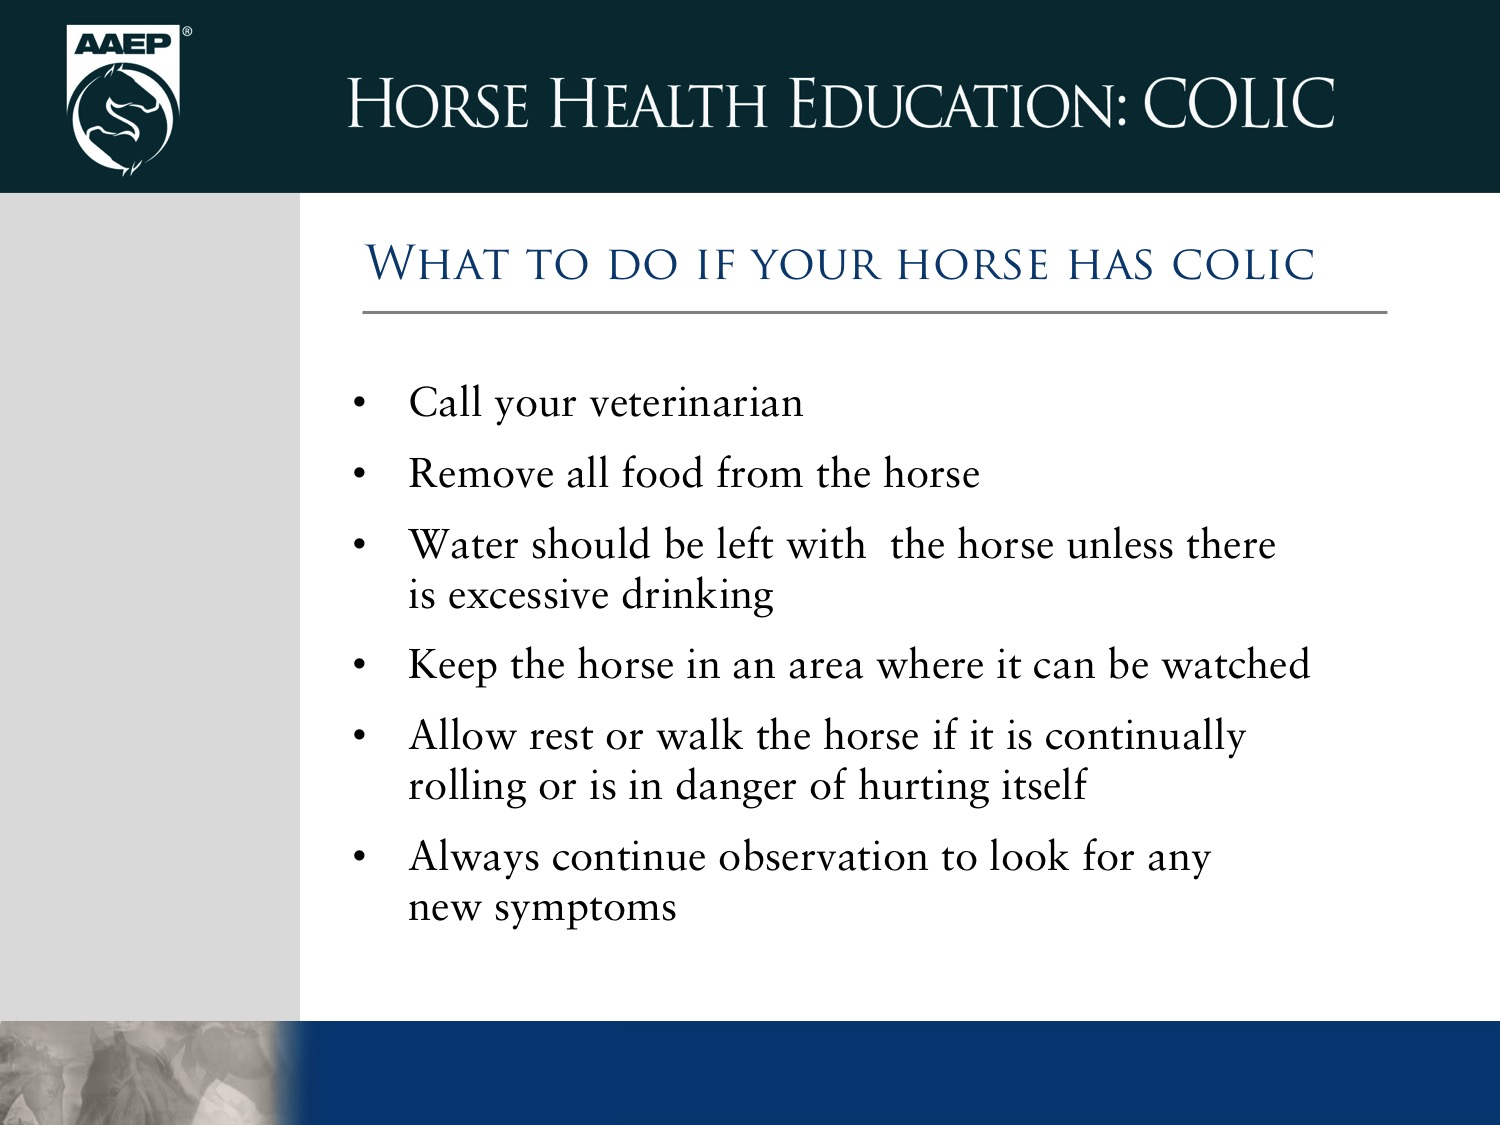 AAEP®
HORSE HEALTH EDUCATION: COLIC
WHAT TO DO IF YOUR HORSE HAS COLIC
• Call your veterinarian
• Remove all food from the horse
• Water should be left with  the horse unless there
is excessive drinking
• Keep the horse in an area where it can be watched
• Allow rest or walk the horse if it is continually
rolling or is in danger of hurting itself
• Always continue observation to look for any
new symptoms